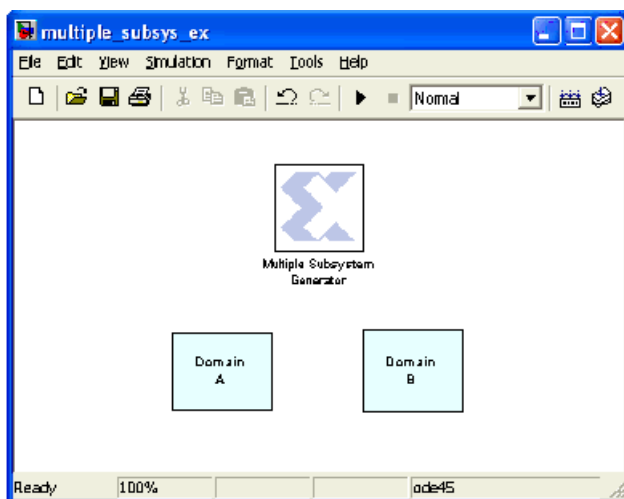 multiple_subsys_ex
File Edit View Simulation Format Tools Help
Normal
Multiple Subsystem
Generator
Domain
A
Domain
B
Ready 100% ode45